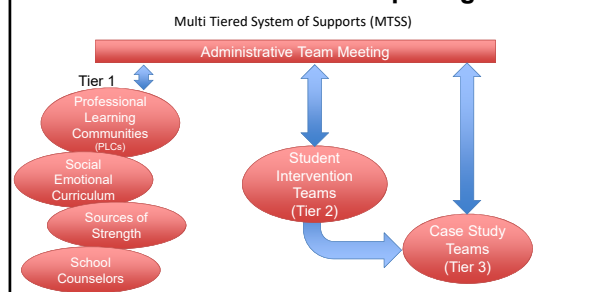 Multi Tiered System of Supports (MTSS)
Administrative Team Meeting
Tier 1
Professional
Learning
Communities
(PLCs)
Social
Emotional
Curriculum
Sources of
Strength
School
Counselors
Student
Intervention
Teams
(Tier 2)
Case Study
Teams
(Tier 3)